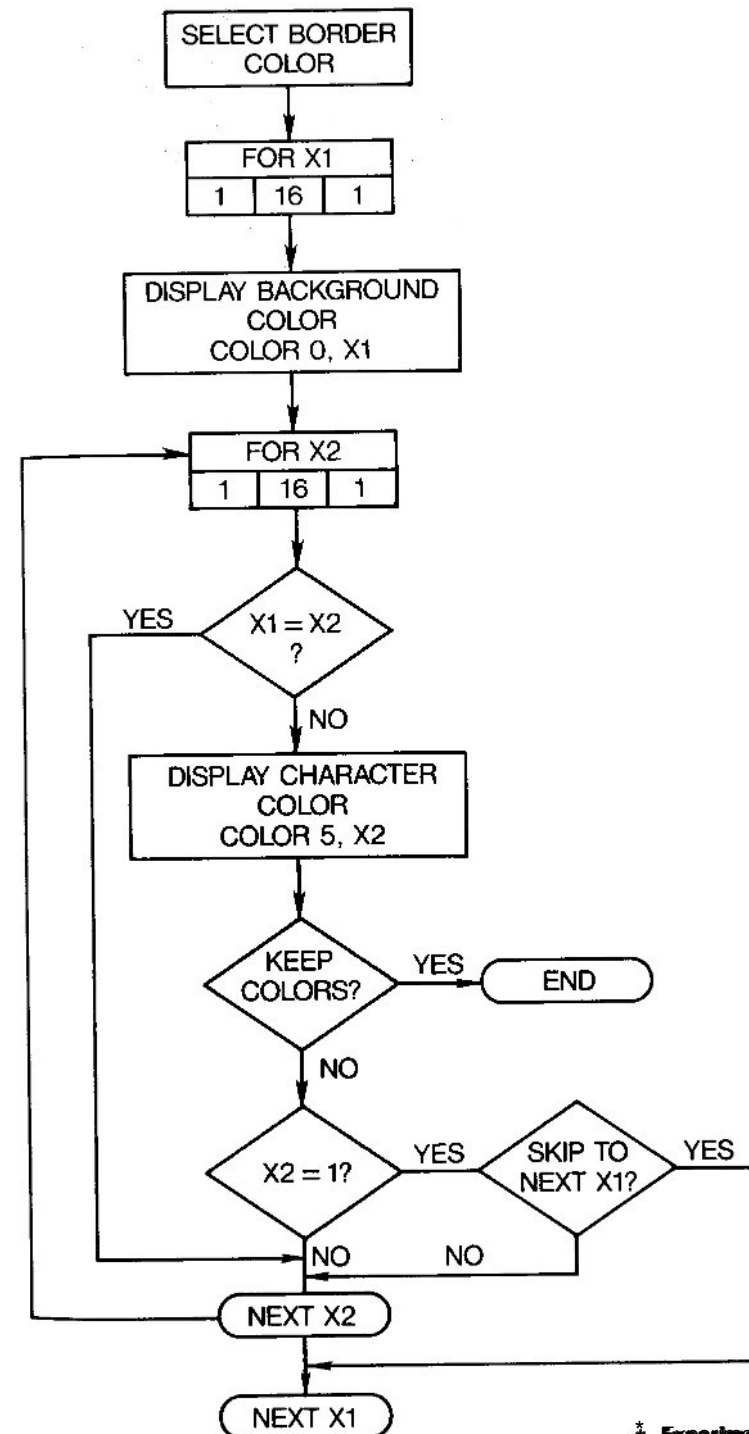 SELECT BORDER
COLOR
FOR X1
1 16 1
DISPLAY BACKGROUND
COLOR
COLOR 0, X1
FOR X2
1 16 1
YES
X1 = X2
?
NO
DISPLAY CHARACTER
COLOR
COLOR 5, X2
KEEP
COLORS?
YES
END
NO
X2 = 1?
YES
SKIP TO
NEXT X1?
YES
NO
NO
NEXT X2
NEXT X1